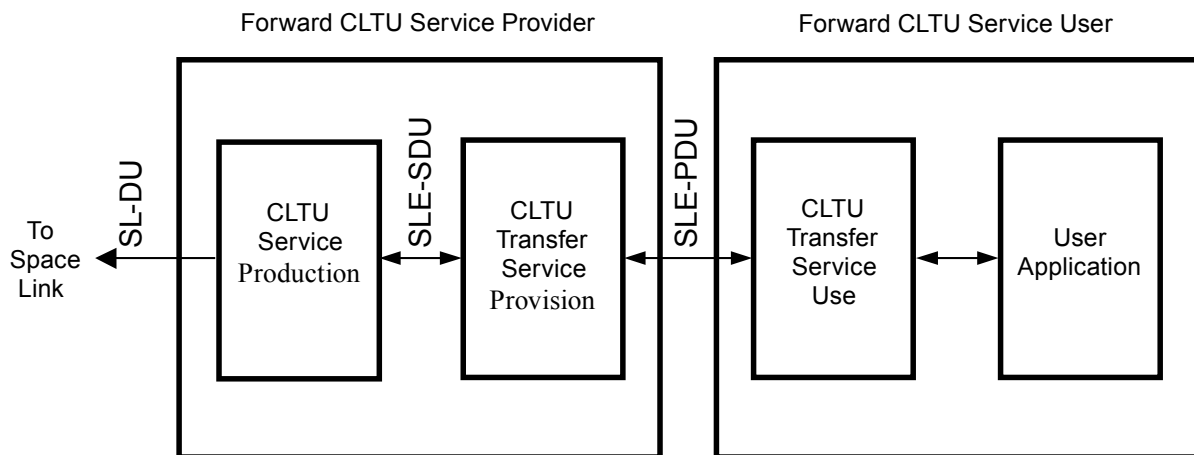 Forward CLTU Service Provider
Forward CLTU Service User
To
Space
Link
SL-DU
CLTU
Service
Production
SLE-SDU
CLTU
Transfer
Service
Provision
SLE-PDU
CLTU
Transfer
Service
Use
User
Application